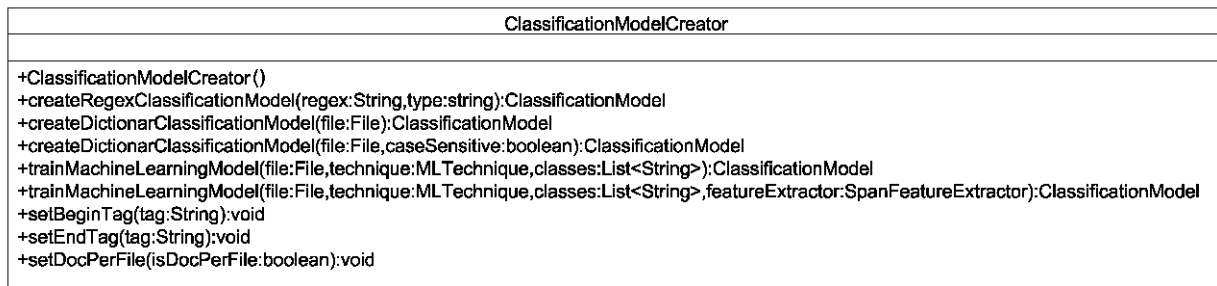 ClassificationModelCreator
+ClassificationModelCreator()
+createRegexClassificationModel(regex:String,type:string):ClassificationModel
+createDictionarClassificationModel(file:File):ClassificationModel
+createDictionarClassificationModel(file:File,caseSensitive:boolean):ClassificationModel
+trainMachineLearningModel(file:File,technique:MLTechnique,classes:List<String>):ClassificationModel
+trainMachineLearningModel(file:File,technique:MLTechnique,classes:List<String>,featureExtractor:SpanFeatureExtractor):ClassificationModel
+setBeginTag(tag:String):void
+setEndTag(tag:String):void
+setDocPerFile(isDocPerFile:boolean):void